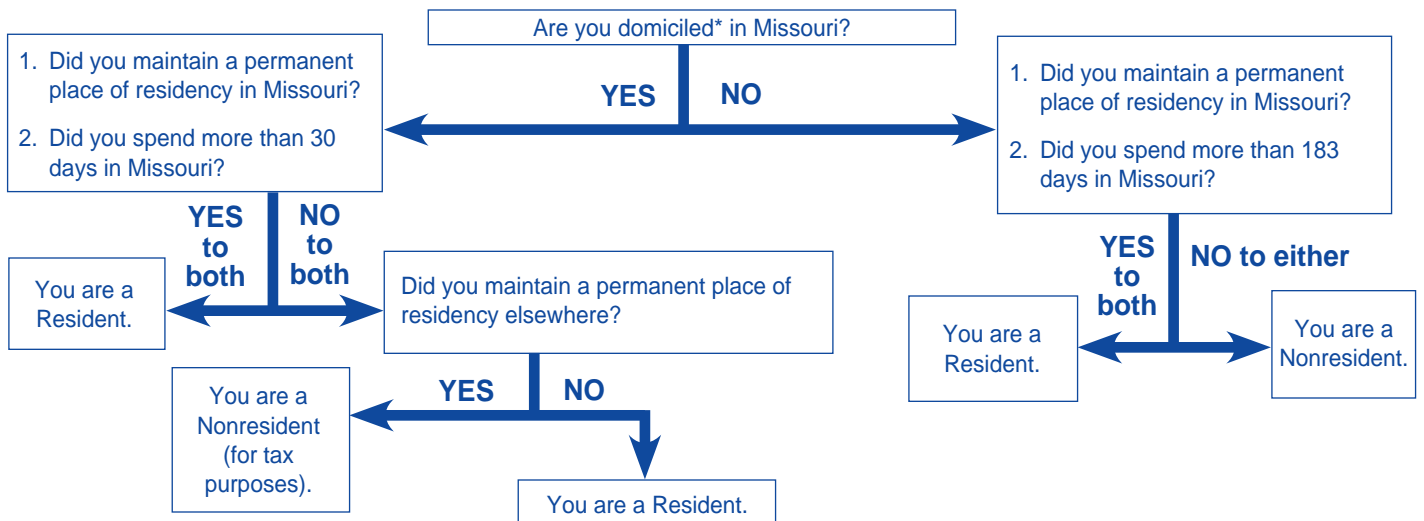 Are you domiciled* in Missouri?
YES
NO
1. Did you maintain a permanent
place of residency in Missouri?
2. Did you spend more than 30
days in Missouri?
1. Did you maintain a permanent
place of residency in Missouri?
2. Did you spend more than 183
days in Missouri?
YES
to
both
NO
to
both
You are a
Resident.
Did you maintain a permanent place of
residency elsewhere?
YES
to
both
NO to either
You are a
Resident.
You are a
Nonresident.
YES
NO
You are a
Nonresident
(for tax
purposes).
You are a Resident.